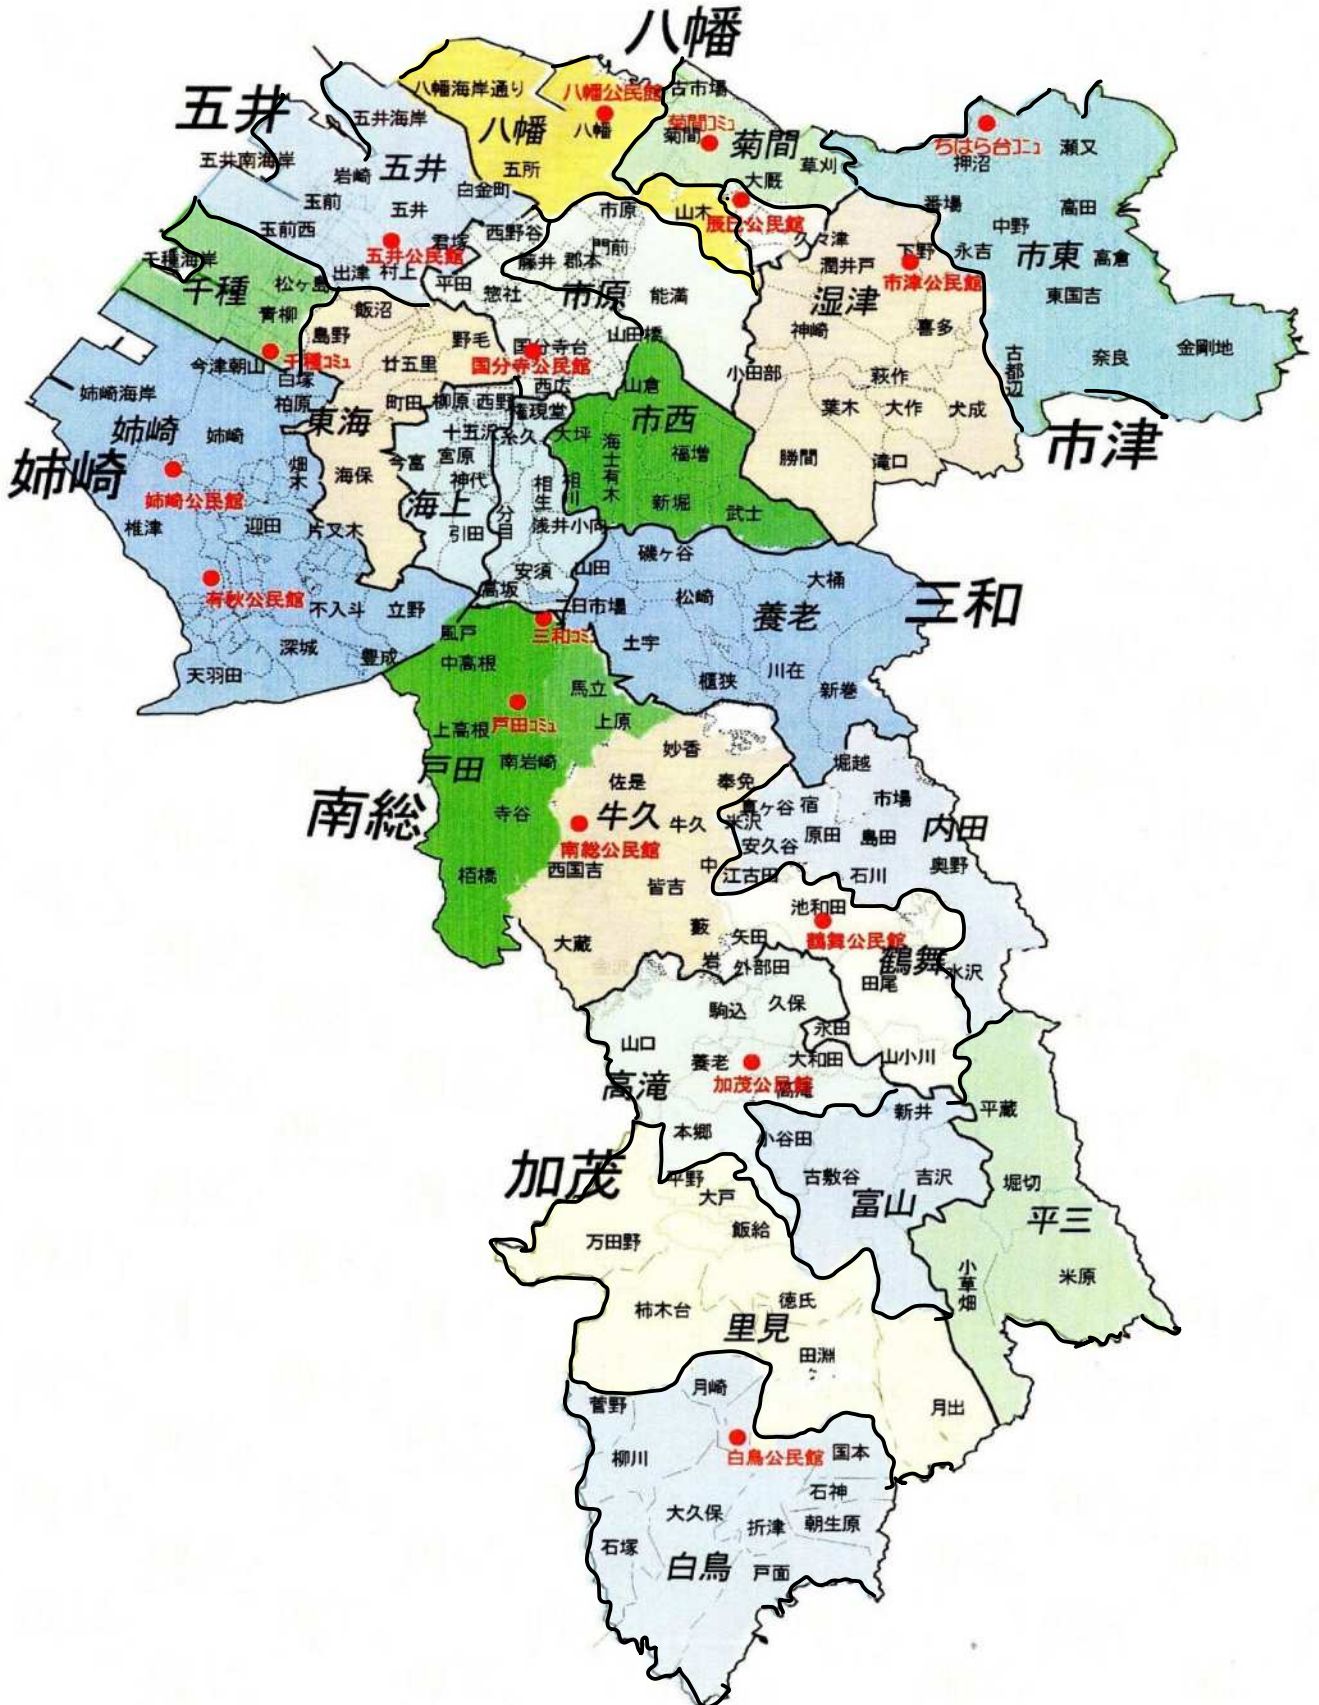 八幡
五井
八幡海岸通り
八幡公民館
古市場
五井海岸
八幡
八幡
菊間コミュ
菊間
菊間
ちはら台コミュ
瀬又
五井南海岸
岩崎
五井
五所
大厩
草刈
押沼
白金町
玉前
五井
市原
山木
辰巳公民館
番場
高田
玉前西
君塚
西野谷
久々津
中野
五井公民館
門前
下野
永吉
市東
高倉
千種海岸
出津
村上
藤井
郡本
潤井戸
市津公民館
千種
松ヶ島
平田
惣社
市原
能満
湿津
東国吉
青柳
飯沼
島野
野毛
国分寺台
山田橋
神崎
喜多
千種コミュ
今津朝山
廿五里
国分寺公民館
小田部
古都辺
奈良
金剛地
白塚
西広
山倉
萩作
姉崎海岸
柏原
町田
柳原
西野
権現堂
市西
葉木
大作
犬成
姉崎
姉崎
東海
十五沢
糸久
大坪
海士有木
福増
市津
姉崎
畑木
海保
今富
宮原
神代
相生
相川
勝間
滝口
姉崎公民館
海上
分目
新堀
武士
椎津
迎田
片又木
引田
浅井小向
磯ヶ谷
有秋公民館
安須
山田
大桶
三和
不入斗
立野
高坂
二日市場
松崎
養老
深城
風戸
三和コミュ
土宇
天羽田
豊成
中高根
川在
馬立
櫃狭
新巻
上高根
戸田コミュ
上原
戸田
南岩崎
妙香
堀越
佐是
奉免
南総
寺谷
牛久
牛久
真ヶ谷
宿
市場
米沢
内田
南総公民館
安久谷
原田
島田
栢橋
西国吉
中
江古田
石川
奥野
皆吉
池和田
大蔵
藪
矢田
鶴舞公民館
岩
外部田
鶴舞
水沢
田尾
駒込
久保
山口
永田
養老
大和田
山小川
高滝
加茂公民館
高滝
新井
平蔵
本郷
小谷田
加茂
平野
大戸
古敷谷
吉沢
堀切
富山
平三
万田野
飯給
小草畑
米原
柿木台
徳氏
里見
田淵
月崎
菅野
月出
柳川
白鳥公民館
国本
石神
大久保
折津
朝生原
石塚
白鳥
戸面